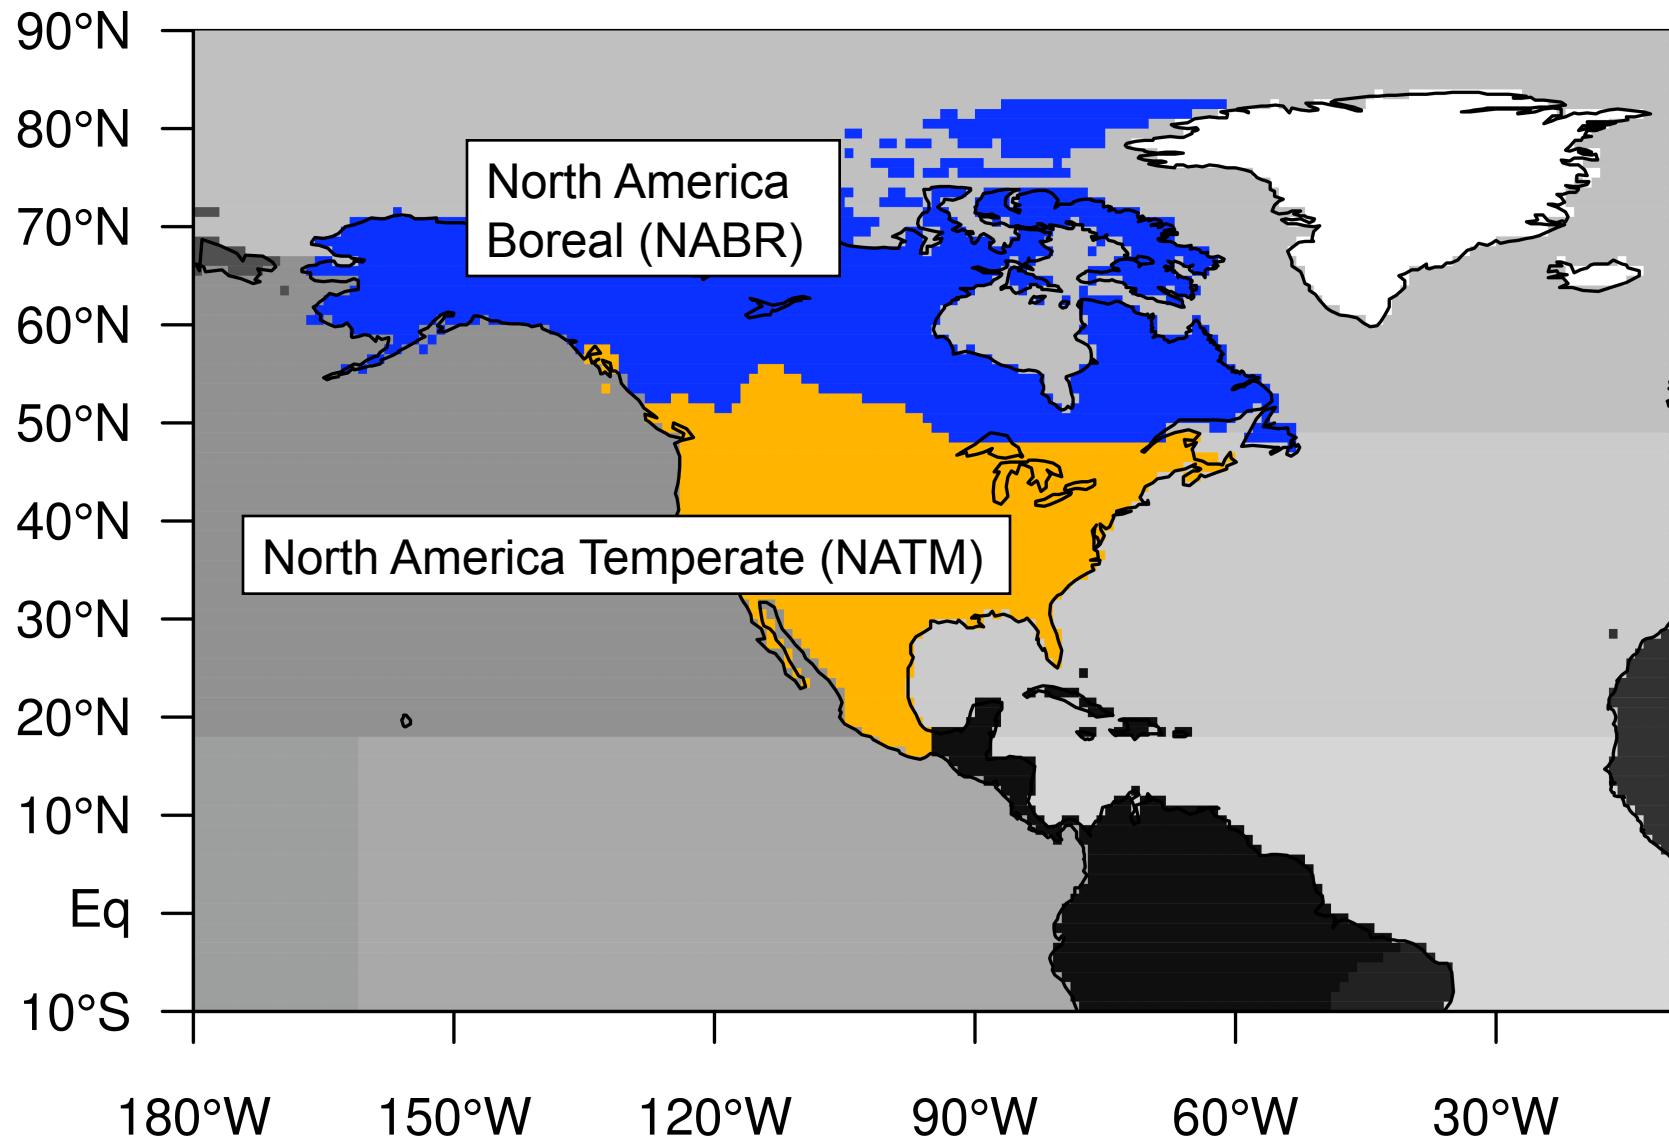 90°N
80°N
North America
Boreal (NABR)
70°N
60°N
50°N
40°N
North America Temperate (NATM)
30°N
20°N
10°N
Eq
10°S
180°W 150°W 120°W 90°W 60°W 30°W